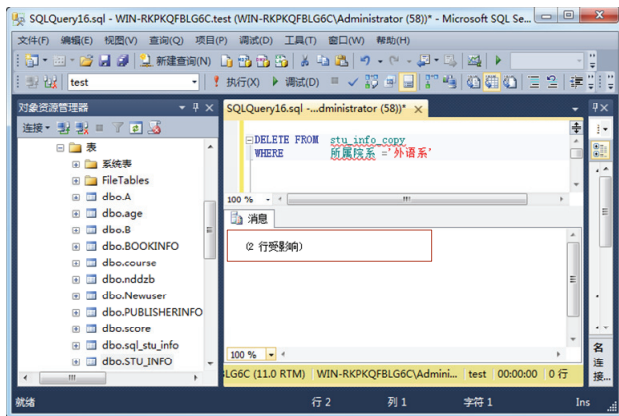 SQLQuery16.sql - WIN-RKPKQFBLG6C.test (WIN-RKPKQFBLG6C\Administrator (58))* - Microsoft SQL Se...
文件(F) 编辑(E) 视图(V) 查询(Q) 项目(P) 调试(D) 工具(T) 窗口(W) 帮助(H)
新建查询(N)
test 执行(X) 调试(D)
对象资源管理器
SQLQuery16.sql -...dministrator (58))*
连接
表
系统表
FileTables
dbo.A
dbo.age
dbo.B
dbo.BOOKINFO
dbo.course
dbo.nddzb
dbo.Newuser
dbo.PUBLISHERINFO
dbo.score
dbo.sql_stu_info
dbo.STU_INFO
DELETE FROM stu_info_copy
WHERE 所属院系 ='外语系'
100 %
消息
(2 行受影响)
100 %
.LG6C (11.0 RTM) WIN-RKPKQFBLG6C\Admini... test 00:00:00 0 行
名
连
接...
就绪 行 2 列 1 字符 1 Ins